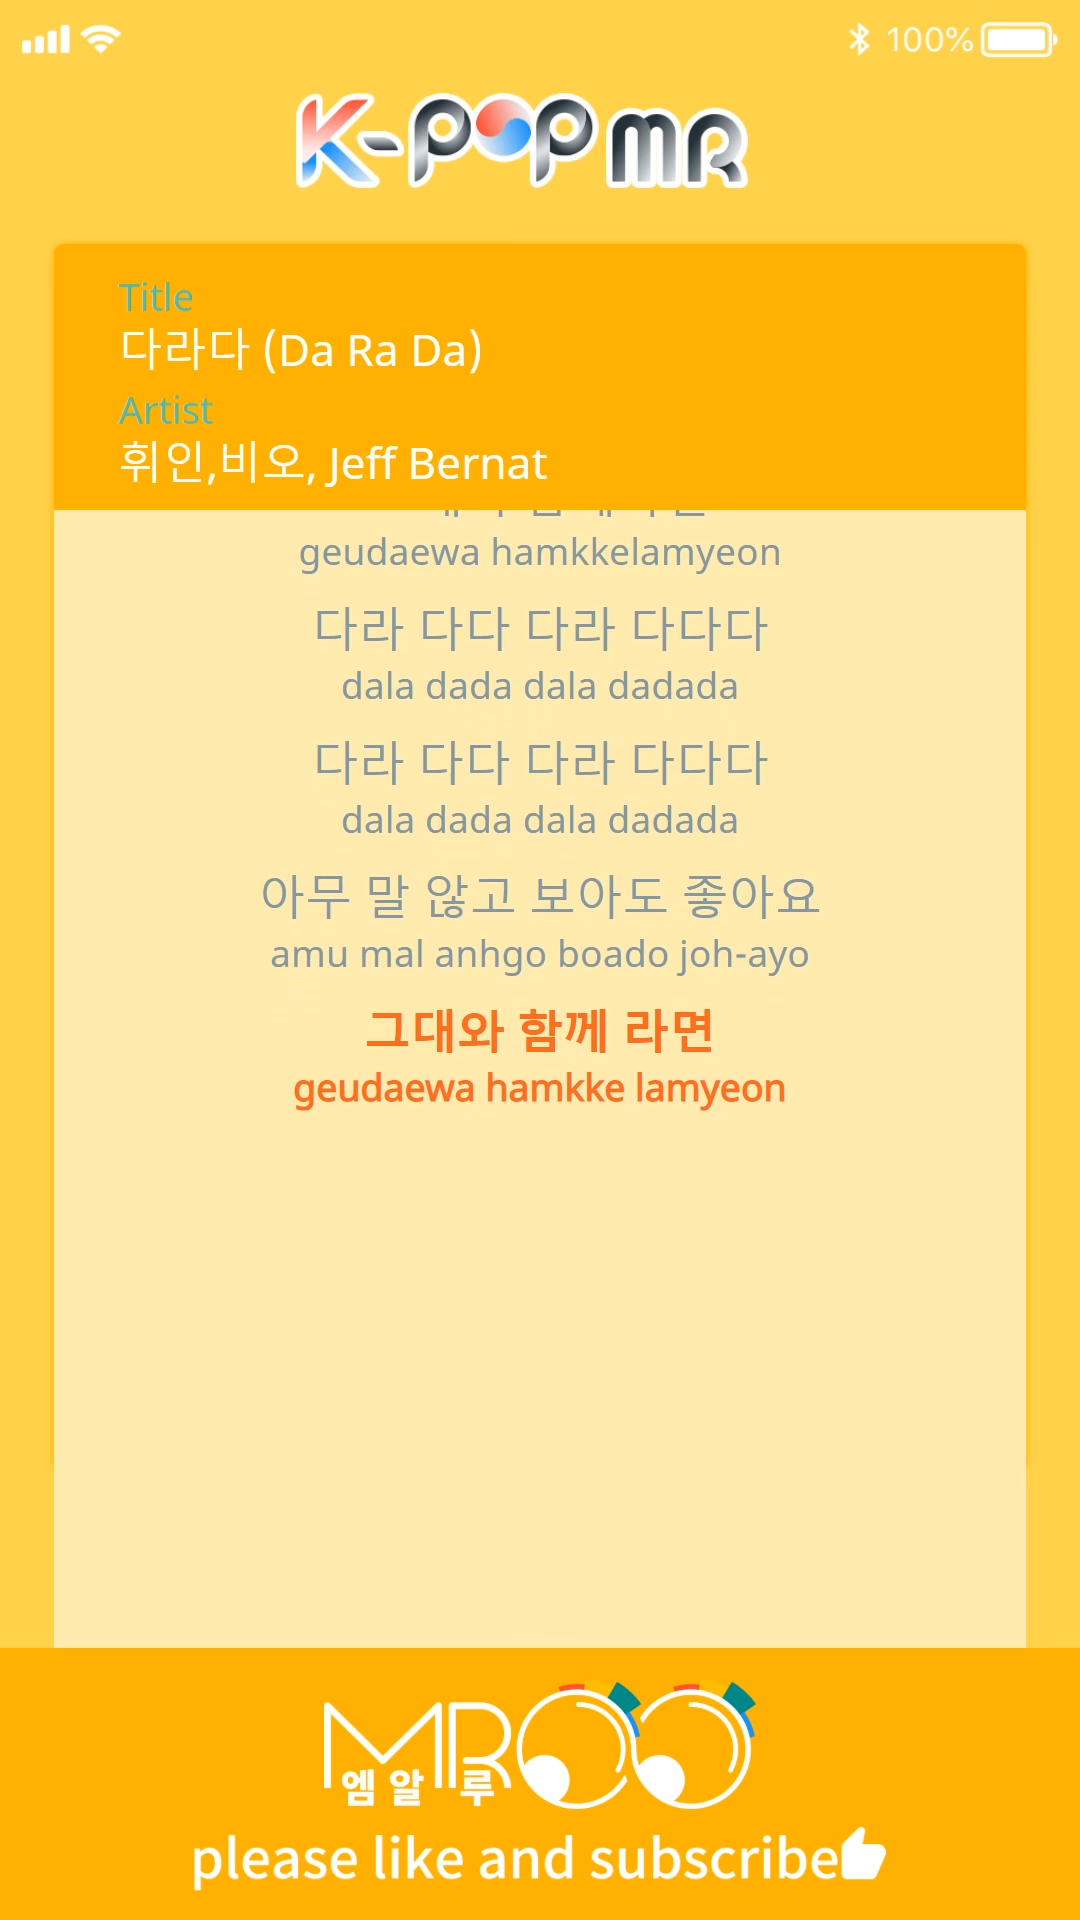 100%
K-POP MR
Title
다라다 (Da Ra Da)
Artist
휘인,비오, Jeff Bernat
geudaewa hamkkelamyeon
다라 다다 다라 다다다
dala dada dala dadada
다라 다다 다라 다다다
dala dada dala dadada
아무 말 않고 보아도 좋아요
amu mal anhgo boado joh-ayo
그대와 함께 라면
geudaewa hamkke lamyeon
MROO
엠 알 루
please like and subscribe